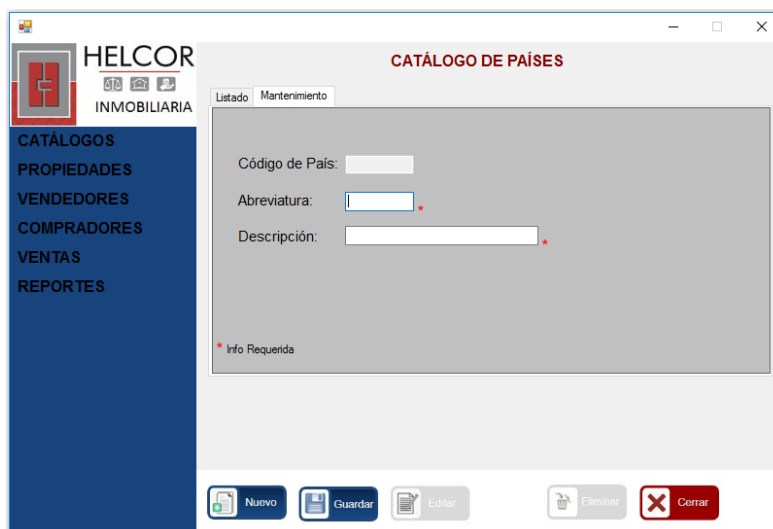 HELCOR
INMOBILIARIA
CATÁLOGOS
PROPIEDADES
VENDEDORES
COMPRADORES
VENTAS
REPORTES
CATÁLOGO DE PAÍSES
Listado Mantenimiento
Código de País:
Abreviatura: *
Descripción: *
* Info Requerida
Nuevo Guardar Editar Eliminar Cerrar